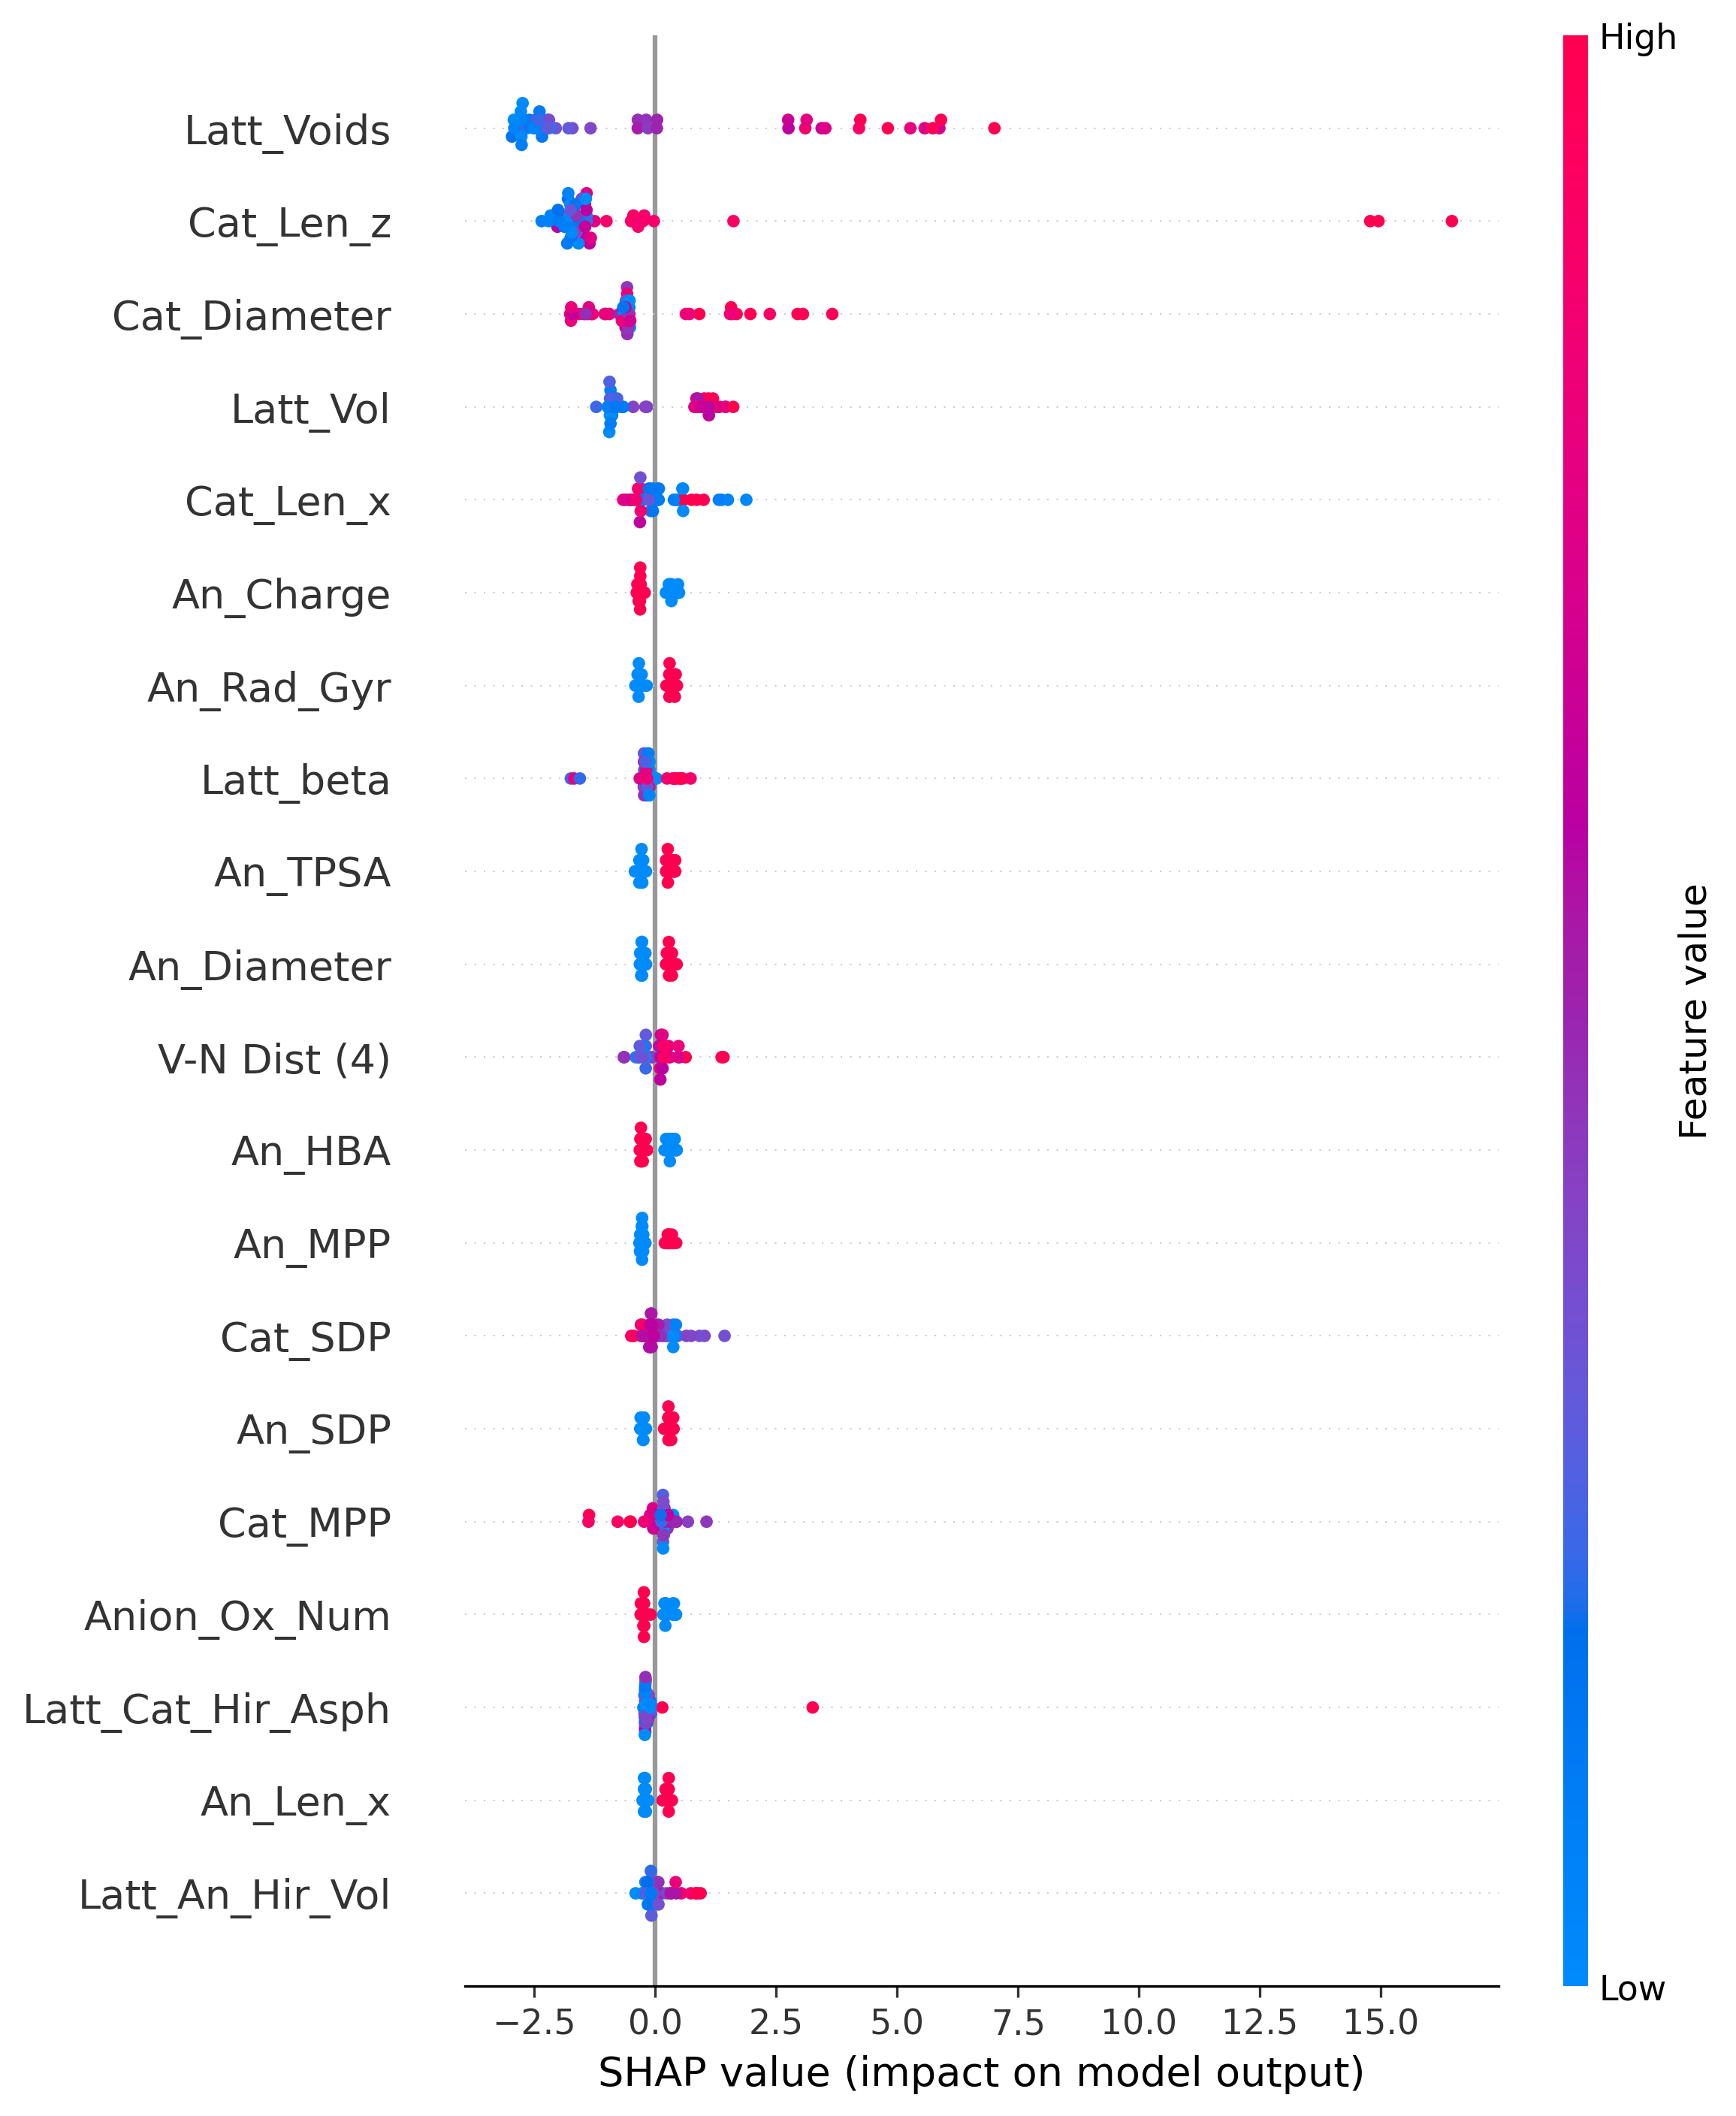 High
Latt_Voids
Cat_Len_z
Cat_Diameter
Latt_Vol
Cat_Len_x
An_Charge
An_Rad_Gyr
Latt_beta
An_TPSA
An_Diameter
V-N Dist (4)
An_HBA
An_MPP
Cat_SDP
An_SDP
Cat_MPP
Anion_Ox_Num
Latt_Cat_Hir_Asph
An_Len_x
Latt_An_Hir_Vol
Feature value
Low
−2.5 0.0 2.5 5.0 7.5 10.0 12.5 15.0
SHAP value (impact on model output)